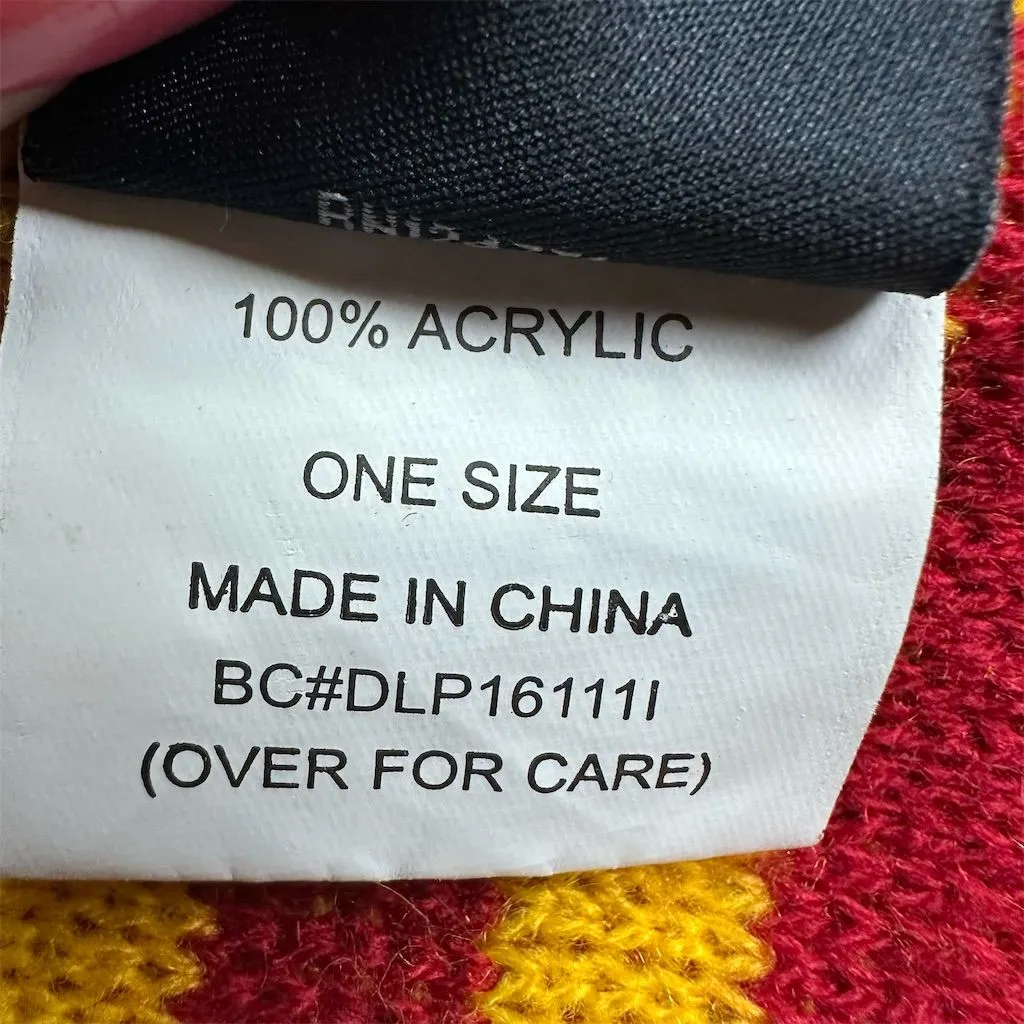 100% ACRYLIC
ONE SIZE
MADE IN CHINA
BC#DLP16111I
(OVER FOR CARE)